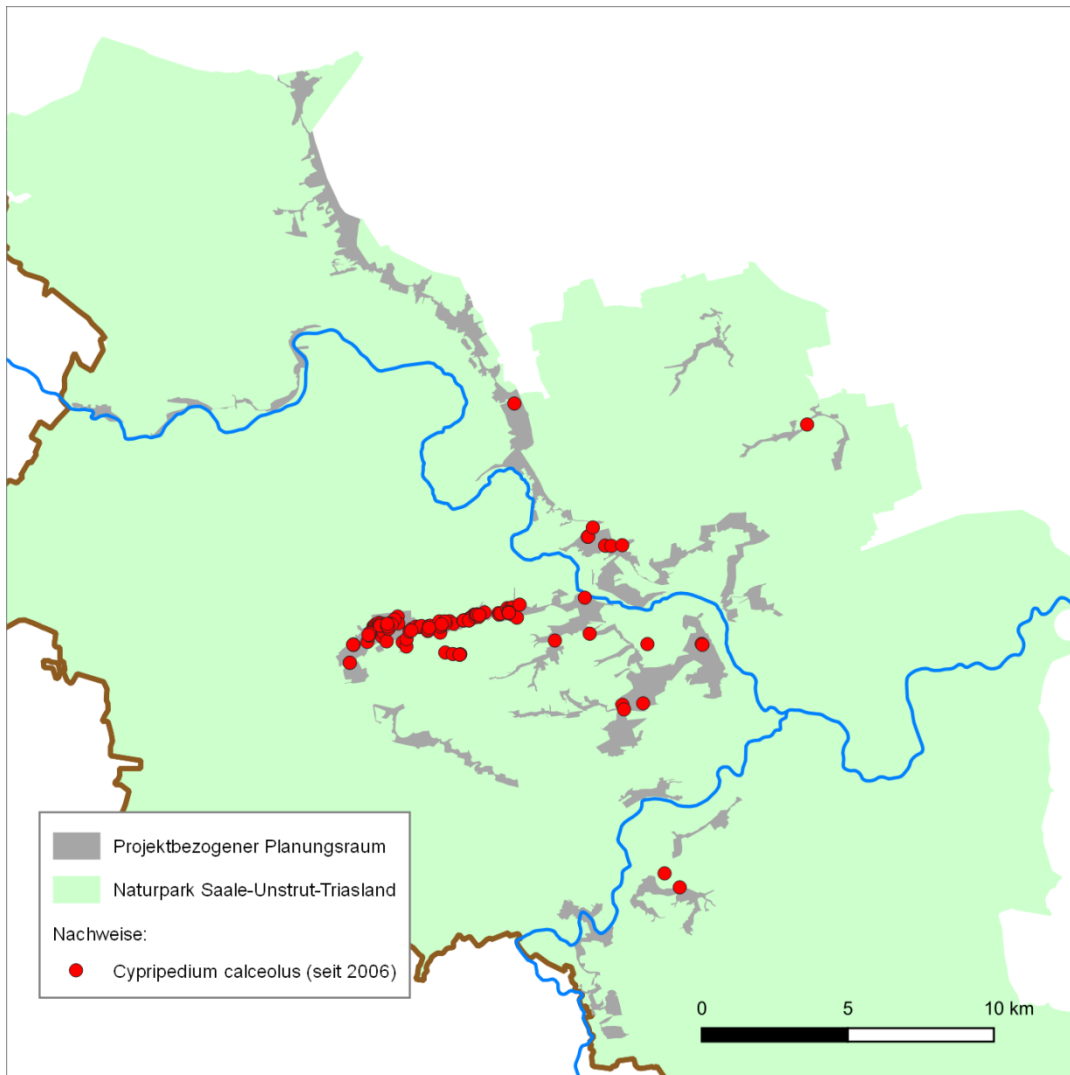 Projektbezogener Planungsraum
Naturpark Saale-Unstrut-Triasland
Nachweise:
Cypripedium calceolus (seit 2006)
0 5 10 km